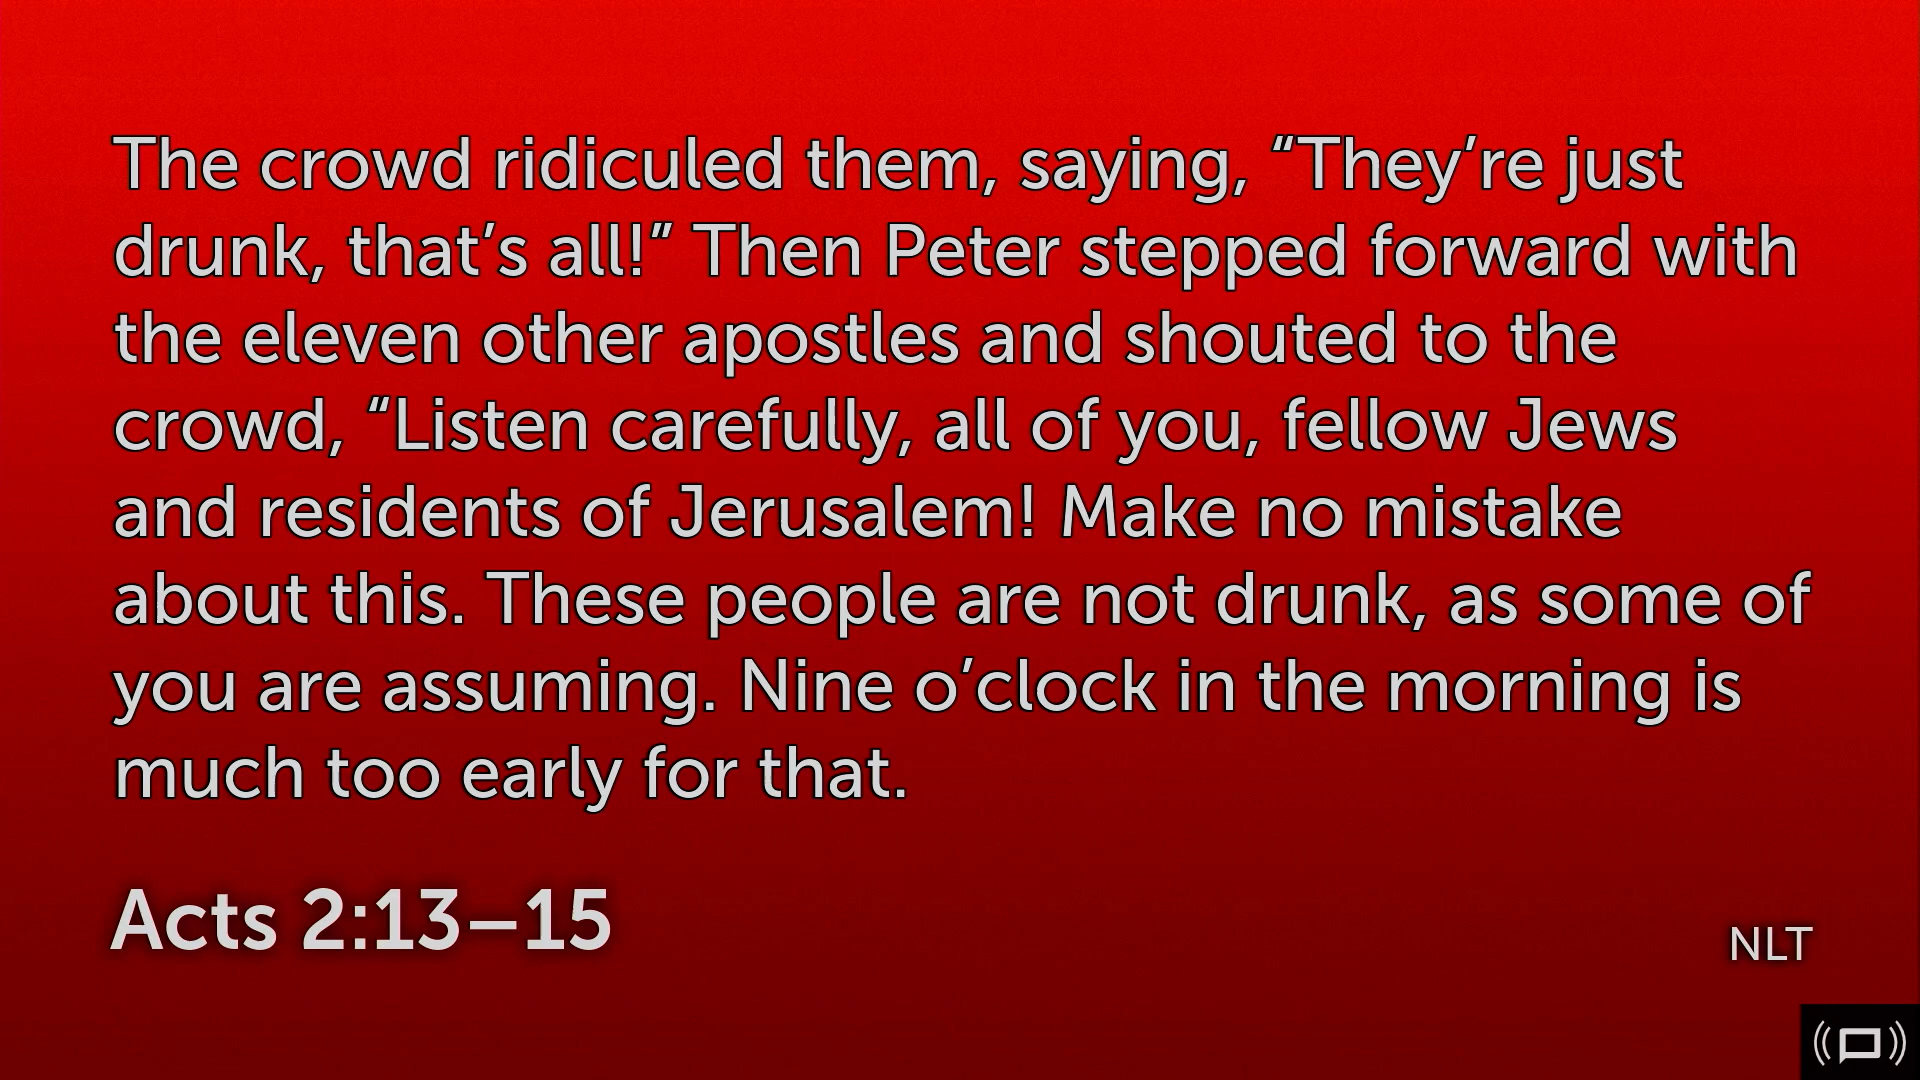 The crowd ridiculed them, saying, “They’re just
drunk, that’s all!” Then Peter stepped forward with
the eleven other apostles and shouted to the
crowd, “Listen carefully, all of you, fellow Jews
and residents of Jerusalem! Make no mistake
about this. These people are not drunk, as some of
you are assuming. Nine o’clock in the morning is
much too early for that.
Acts 2:13–15
NLT